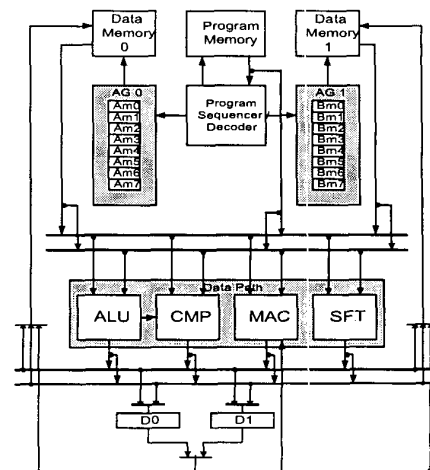 Data
Memory
0
Program
Memory
Data
Memory
1
AG 0
Am0
Am1
Am2
Am3
Am4
Am5
Am6
Am7
Program
Sequencer
Decoder
AG 1
Bm0
Bm1
Bm2
Bm3
Bm4
Bm5
Bm6
Bm7
Data Path
ALU
CMP
MAC
SFT
D0
D1